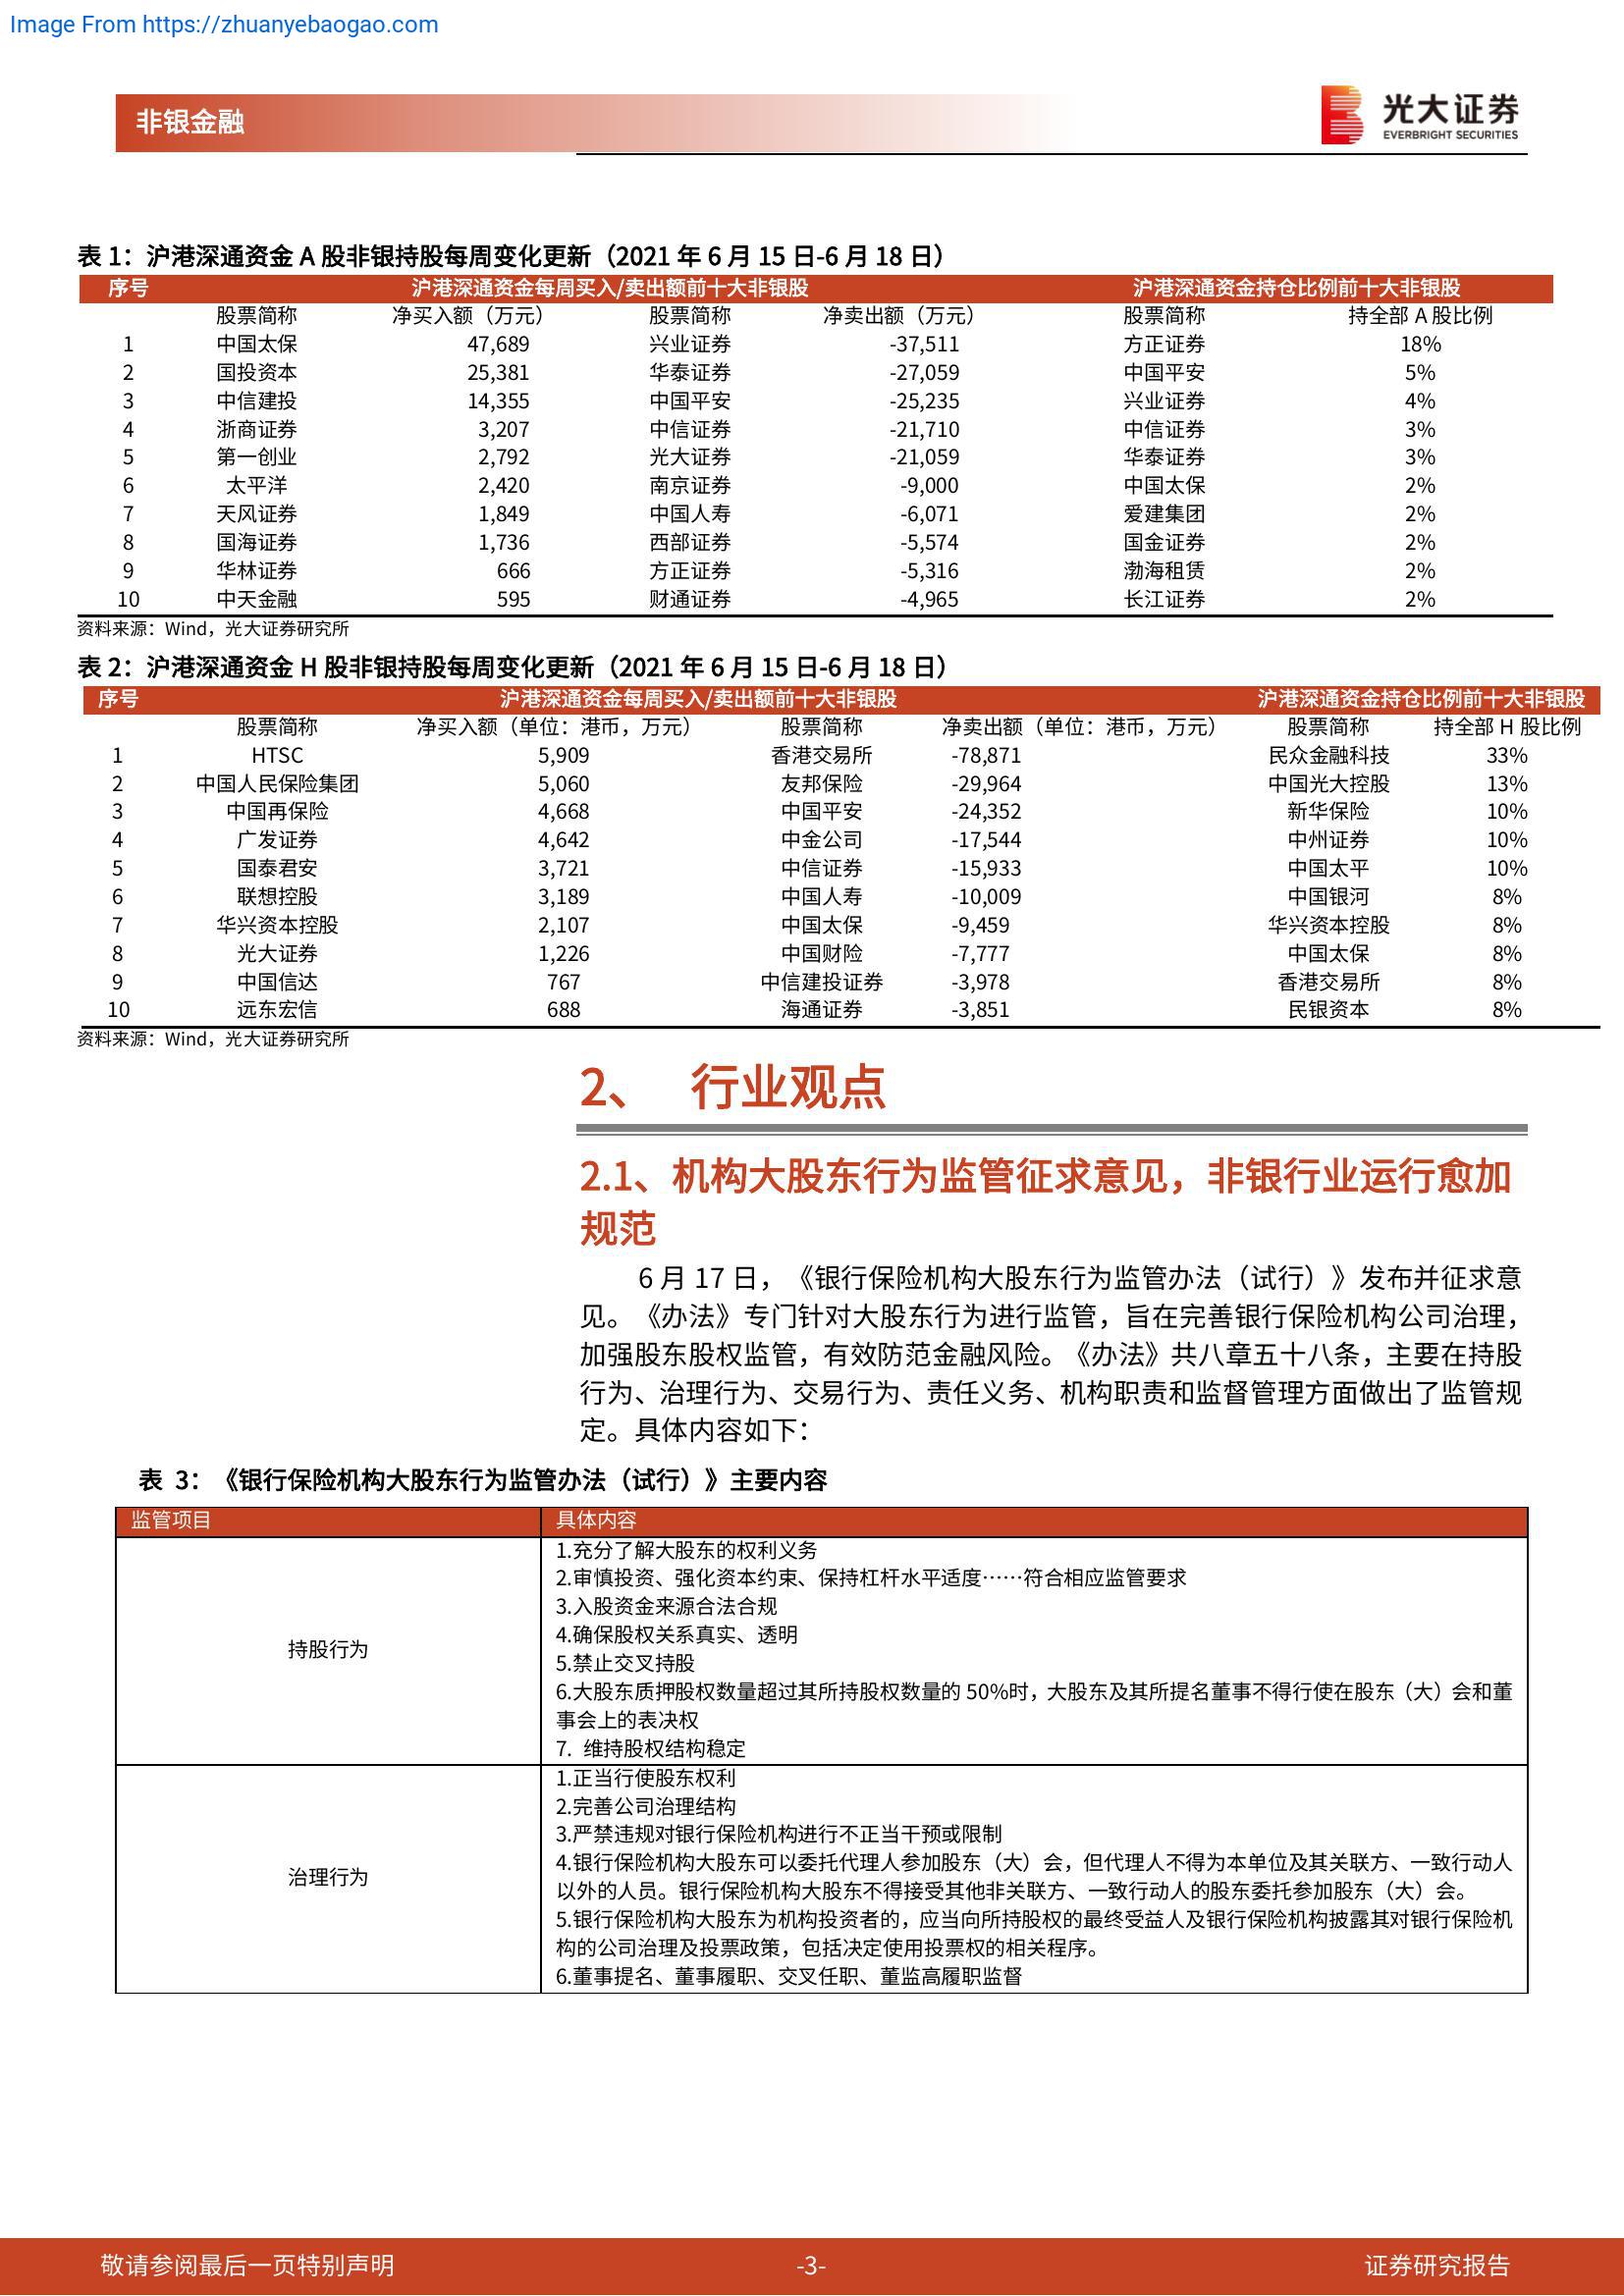 Image From https://zhuanyebaogao.com
非银金融
光大证券
EVERBRIGHT SECURITIES
表 1：沪港深通资金 A 股非银持股每周变化更新（2021 年 6 月 15 日-6 月 18 日）
序号 沪港深通资金每周买入/卖出额前十大非银股 沪港深通资金持仓比例前十大非银股
股票简称 净买入额（万元） 股票简称 净卖出额（万元） 股票简称 持全部 A 股比例
1 中国太保 47,689 兴业证券 -37,511 方正证券 18%
2 国投资本 25,381 华泰证券 -27,059 中国平安 5%
3 中信建投 14,355 中国平安 -25,235 兴业证券 4%
4 浙商证券 3,207 中信证券 -21,710 中信证券 3%
5 第一创业 2,792 光大证券 -21,059 华泰证券 3%
6 太平洋 2,420 南京证券 -9,000 中国太保 2%
7 天风证券 1,849 中国人寿 -6,071 爱建集团 2%
8 国海证券 1,736 西部证券 -5,574 国金证券 2%
9 华林证券 666 方正证券 -5,316 渤海租赁 2%
10 中天金融 595 财通证券 -4,965 长江证券 2%
资料来源：Wind，光大证券研究所
表 2：沪港深通资金 H 股非银持股每周变化更新（2021 年 6 月 15 日-6 月 18 日）
序号 沪港深通资金每周买入/卖出额前十大非银股 沪港深通资金持仓比例前十大非银股
股票简称 净买入额（单位：港币，万元） 股票简称 净卖出额（单位：港币，万元） 股票简称 持全部 H 股比例
1 HTSC 5,909 香港交易所 -78,871 民众金融科技 33%
2 中国人民保险集团 5,060 友邦保险 -29,964 中国光大控股 13%
3 中国再保险 4,668 中国平安 -24,352 新华保险 10%
4 广发证券 4,642 中金公司 -17,544 中州证券 10%
5 国泰君安 3,721 中信证券 -15,933 中国太平 10%
6 联想控股 3,189 中国人寿 -10,009 中国银河 8%
7 华兴资本控股 2,107 中国太保 -9,459 华兴资本控股 8%
8 光大证券 1,226 中国财险 -7,777 中国太保 8%
9 中国信达 767 中信建投证券 -3,978 香港交易所 8%
10 远东宏信 688 海通证券 -3,851 民银资本 8%
资料来源：Wind，光大证券研究所
2、 行业观点
2.1、机构大股东行为监管征求意见，非银行业运行愈加
规范
6 月 17 日，《银行保险机构大股东行为监管办法（试行）》发布并征求意
见。《办法》专门针对大股东行为进行监管，旨在完善银行保险机构公司治理，
加强股东股权监管，有效防范金融风险。《办法》共八章五十八条，主要在持股
行为、治理行为、交易行为、责任义务、机构职责和监督管理方面做出了监管规
定。具体内容如下：
表 3：《银行保险机构大股东行为监管办法（试行）》主要内容
监管项目 具体内容
持股行为
1.充分了解大股东的权利义务
2.审慎投资、强化资本约束、保持杠杆水平适度……符合相应监管要求
3.入股资金来源合法合规
4.确保股权关系真实、透明
5.禁止交叉持股
6.大股东质押股权数量超过其所持股权数量的 50%时，大股东及其所提名董事不得行使在股东（大）会和董
事会上的表决权
7. 维持股权结构稳定
治理行为
1.正当行使股东权利
2.完善公司治理结构
3.严禁违规对银行保险机构进行不正当干预或限制
4.银行保险机构大股东可以委托代理人参加股东（大）会，但代理人不得为本单位及其关联方、一致行动人
以外的人员。银行保险机构大股东不得接受其他非关联方、一致行动人的股东委托参加股东（大）会。
5.银行保险机构大股东为机构投资者的，应当向所持股权的最终受益人及银行保险机构披露其对银行保险机
构的公司治理及投票政策，包括决定使用投票权的相关程序。
6.董事提名、董事履职、交叉任职、董监高履职监督
敬请参阅最后一页特别声明 -3- 证券研究报告